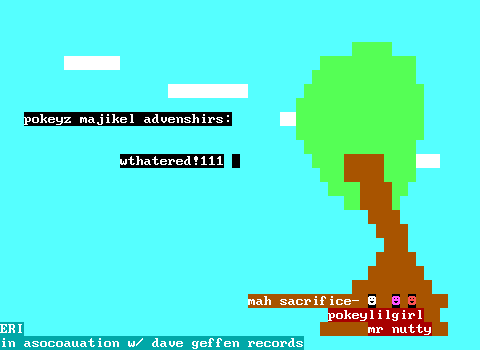 pokeyz majikel advenshirs:
wthatered!111
mah sacrifice-
pokeylilgirl
mr nutty
ERI
in asocoauation w/ dave geffen records